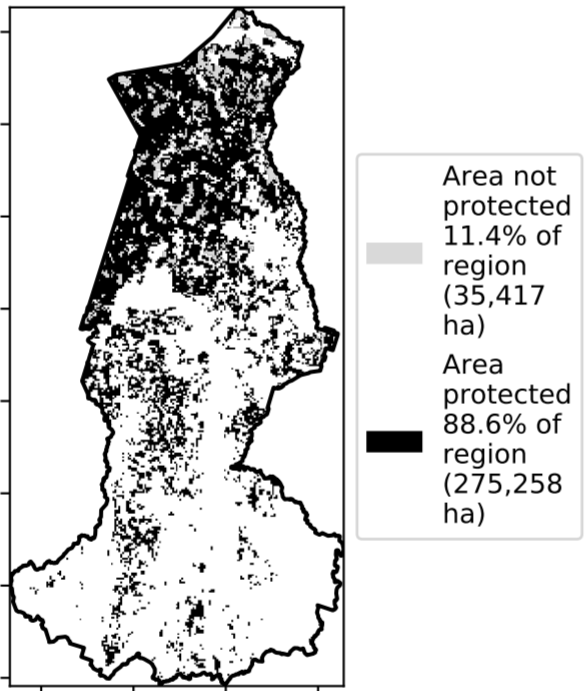 Area not
protected
11.4% of
region
(35,417
ha)
Area
protected
88.6% of
region
(275,258
ha)